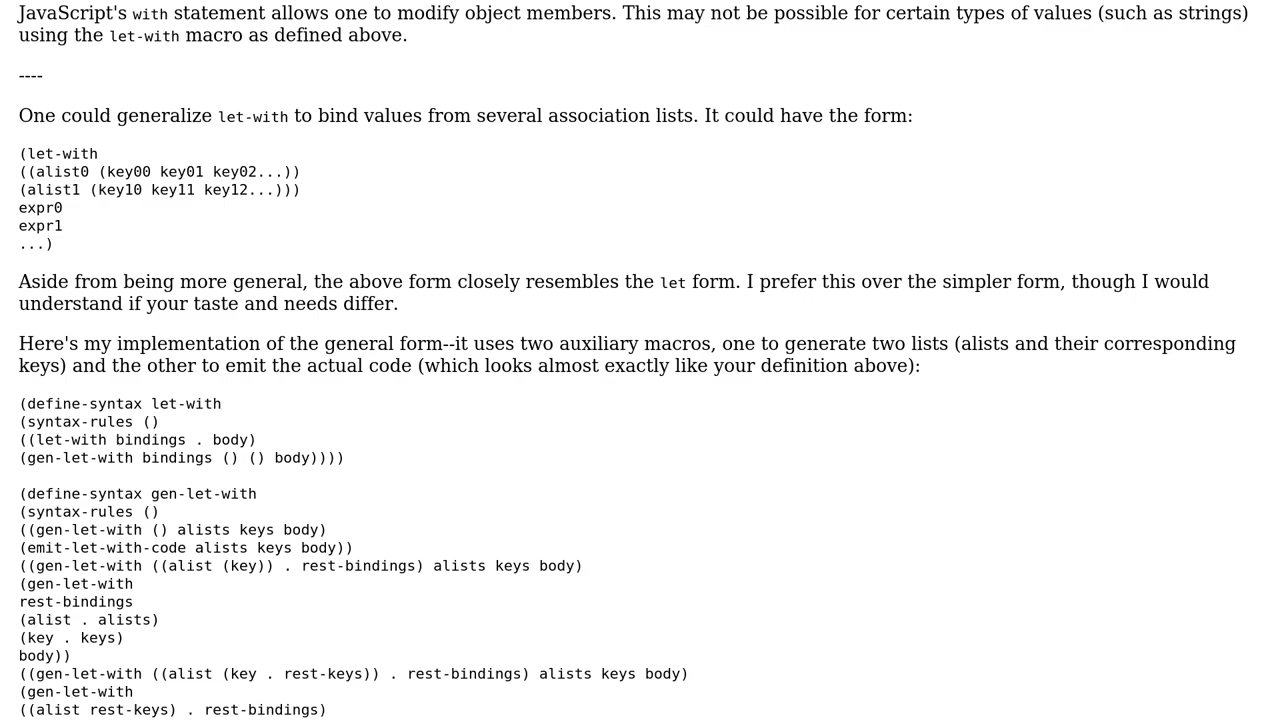 JavaScript's with statement allows one to modify object members. This may not be possible for certain types of values (such as strings)
using the let-with macro as defined above.
----
One could generalize let-with to bind values from several association lists. It could have the form:
(let-with
((alist0 (key00 key01 key02...))
(alist1 (key10 key11 key12...)))
expr0
expr1
...)
Aside from being more general, the above form closely resembles the let form. I prefer this over the simpler form, though I would
understand if your taste and needs differ.
Here's my implementation of the general form--it uses two auxiliary macros, one to generate two lists (alists and their corresponding
keys) and the other to emit the actual code (which looks almost exactly like your definition above):
(define-syntax let-with
(syntax-rules ()
((let-with bindings . body)
(gen-let-with bindings () () body))))
(define-syntax gen-let-with
(syntax-rules ()
((gen-let-with () alists keys body)
(emit-let-with-code alists keys body))
((gen-let-with ((alist (key)) . rest-bindings) alists keys body)
(gen-let-with
rest-bindings
(alist . alists)
(key . keys)
body))
((gen-let-with ((alist (key . rest-keys)) . rest-bindings) alists keys body)
(gen-let-with
((alist rest-keys) . rest-bindings)